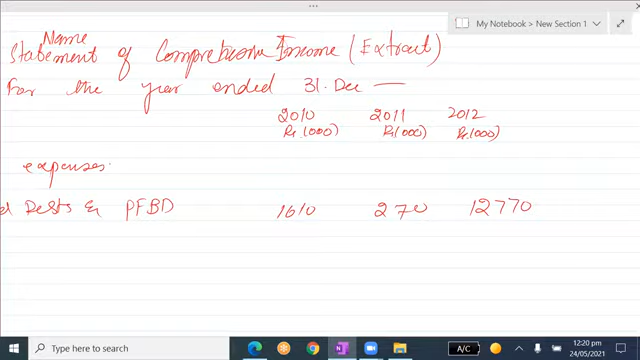 My Notebook > New Section 1
Name
Statement of Comprehensive Income (Extract)
For the year ended 31. Dec —
2010 2011 2012
Rs.(000) Rs.(000) Rs.(000)
expenses.
d Debts & PFBD 1610 270 12770
Type here to search
A/C
12:20 pm
24/05/2021